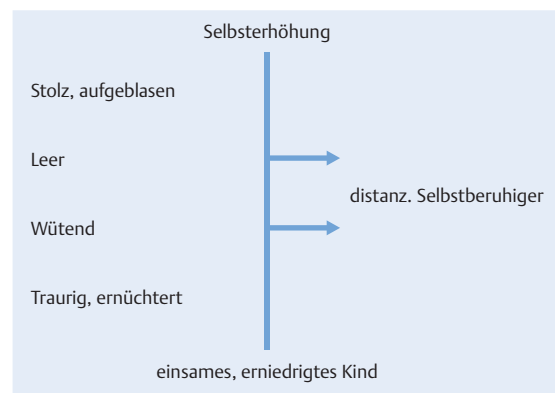 Selbsterhöhung
Stolz, aufgeblasen
Leer
distanz. Selbstberuhiger
Wütend
Traurig, ernüchtert
einsames, erniedrigtes Kind